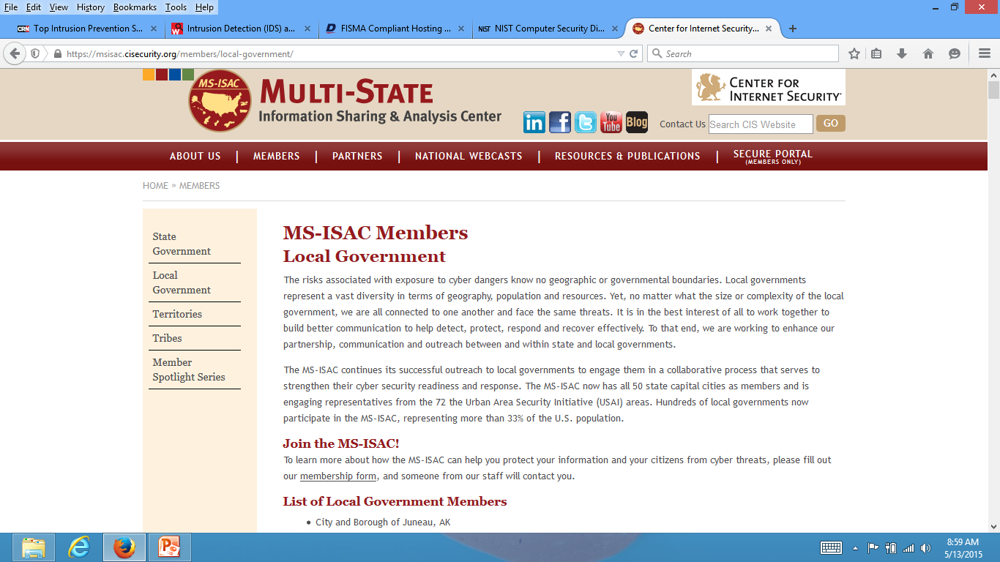 File Edit View History Bookmarks Tools Help
Top Intrusion Prevention S...
Intrusion Detection (IDS) a...
FISMA Compliant Hosting ...
NIST Computer Security Di...
Center for Internet Security...
https://msisac.cisecurity.org/members/local-government/
Search
MS-ISAC
MULTI-STATE
Information Sharing & Analysis Center
CENTER FOR
INTERNET SECURITY
in f t You Tube Blog
Contact Us Search CIS Website GO
ABOUT US | MEMBERS | PARTNERS | NATIONAL WEBCASTS | RESOURCES & PUBLICATIONS | SECURE PORTAL
(MEMBERS ONLY)
HOME » MEMBERS
State
Government
Local
Government
Territories
Tribes
Member
Spotlight Series
MS-ISAC Members
Local Government
The risks associated with exposure to cyber dangers know no geographic or governmental boundaries. Local governments
represent a vast diversity in terms of geography, population and resources. Yet, no matter what the size or complexity of the local
government, we are all connected to one another and face the same threats. It is in the best interest of all to work together to
build better communication to help detect, protect, respond and recover effectively. To that end, we are working to enhance our
partnership, communication and outreach between and within state and local governments.
The MS-ISAC continues its successful outreach to local governments to engage them in a collaborative process that serves to
strengthen their cyber security readiness and response. The MS-ISAC now has all 50 state capital cities as members and is
engaging representatives from the 72 the Urban Area Security Initiative (USAI) areas. Hundreds of local governments now
participate in the MS-ISAC, representing more than 33% of the U.S. population.
Join the MS-ISAC!
To learn more about how the MS-ISAC can help you protect your information and your citizens from cyber threats, please fill out
our membership form, and someone from our staff will contact you.
List of Local Government Members
• City and Borough of Juneau, AK
8:59 AM
5/13/2015